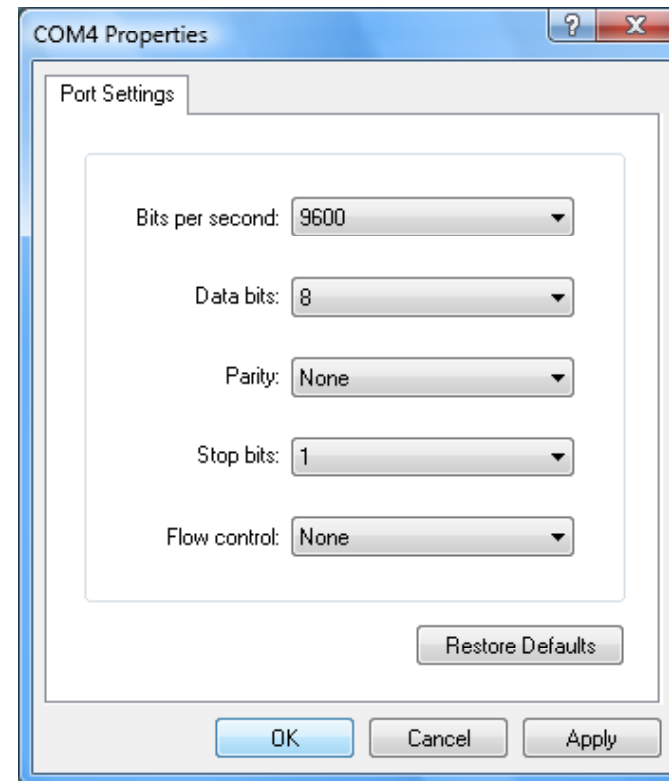 COM4 Properties
?
X
Port Settings
Bits per second: 9600
Data bits: 8
Parity: None
Stop bits: 1
Flow control: None
Restore Defaults
OK Cancel Apply